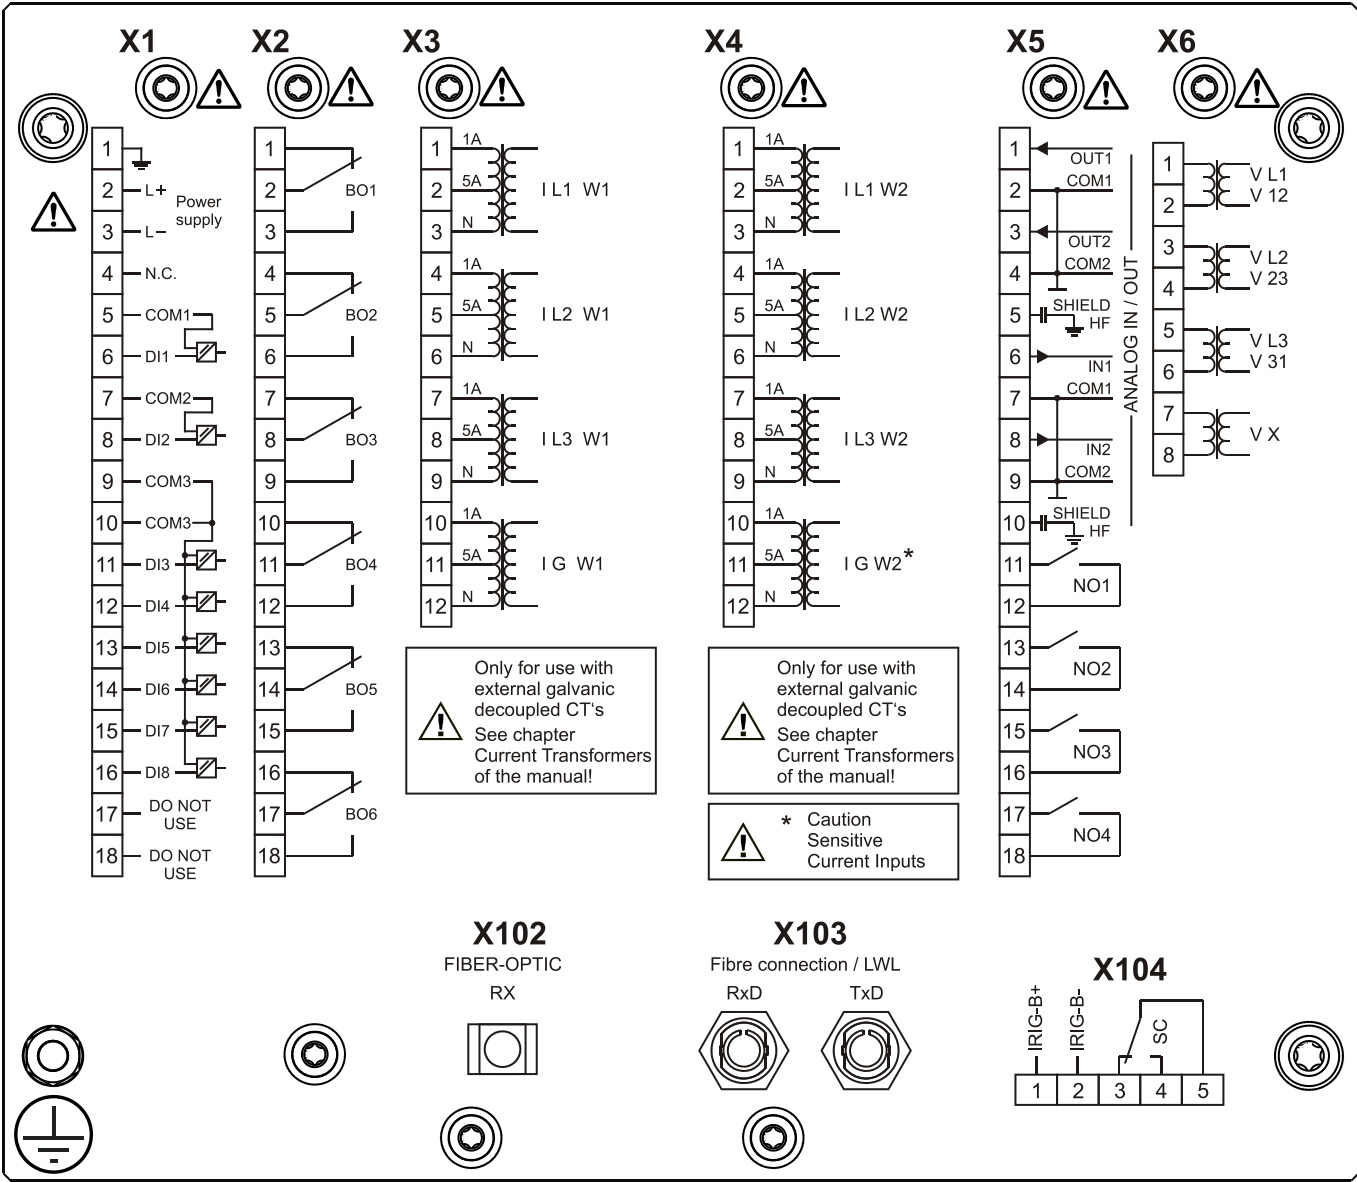 X1
1
2 L+ Power
3 L– supply
4 N.C.
5 COM1
6 DI1
7 COM2
8 DI2
9 COM3
10 COM3
11 DI3
12 DI4
13 DI5
14 DI6
15 DI7
16 DI8
17 DO NOT
USE
18 DO NOT
USE
X2
1
2 BO1
3
4
5 BO2
6
7
8 BO3
9
10
11 BO4
12
13
14 BO5
15
16
17 BO6
18
X3
1 1A
2 5A I L1 W1
3 N
4 1A
5 5A I L2 W1
6 N
7 1A
8 5A I L3 W1
9 N
10 1A
11 5A I G W1
12 N
Only for use with
external galvanic
decoupled CT's
See chapter
Current Transformers
of the manual!
X4
1 1A
2 5A I L1 W2
3 N
4 1A
5 5A I L2 W2
6 N
7 1A
8 5A I L3 W2
9 N
10 1A
11 5A I G W2*
12 N
Only for use with
external galvanic
decoupled CT's
See chapter
Current Transformers
of the manual!
* Caution
Sensitive
Current Inputs
X5
1 OUT1
2 COM1
3 OUT2
4 COM2
5 SHIELD
HF
6 IN1
7 COM1
8 IN2
9 COM2
10 SHIELD
HF
ANALOG IN / OUT
11
NO1
12
13
NO2
14
15
NO3
16
17
NO4
18
X6
1 V L1
2 V 12
3 V L2
4 V 23
5 V L3
6 V 31
7
V X
8
X102
FIBER-OPTIC
RX
X103
Fibre connection / LWL
RxD TxD
X104
IRIG-B+
IRIG-B-
SC
1 2 3 4 5